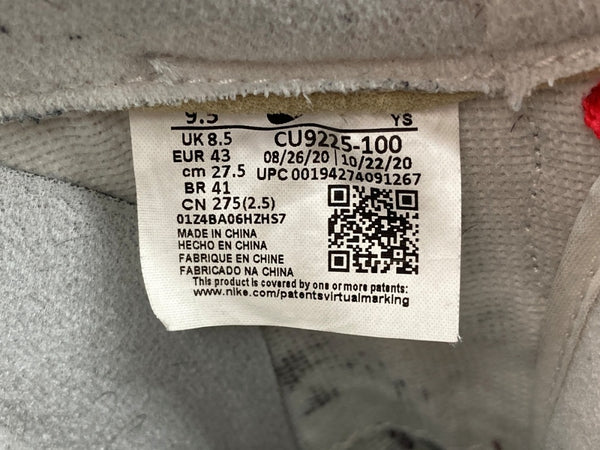 9.5 YS
UK 8.5 CU9225-100
EUR 43 08/26/20 | 10/22/20
cm 27.5 UPC 00194274091267
BR 41
CN 275(2.5)
01Z4BA06HZHS7
MADE IN CHINA
HECHO EN CHINA
FABRIQUE EN CHINE
FABRICADO NA CHINA
This product is covered by one or more patents:
www.nike.com/patentsvirtualmarking